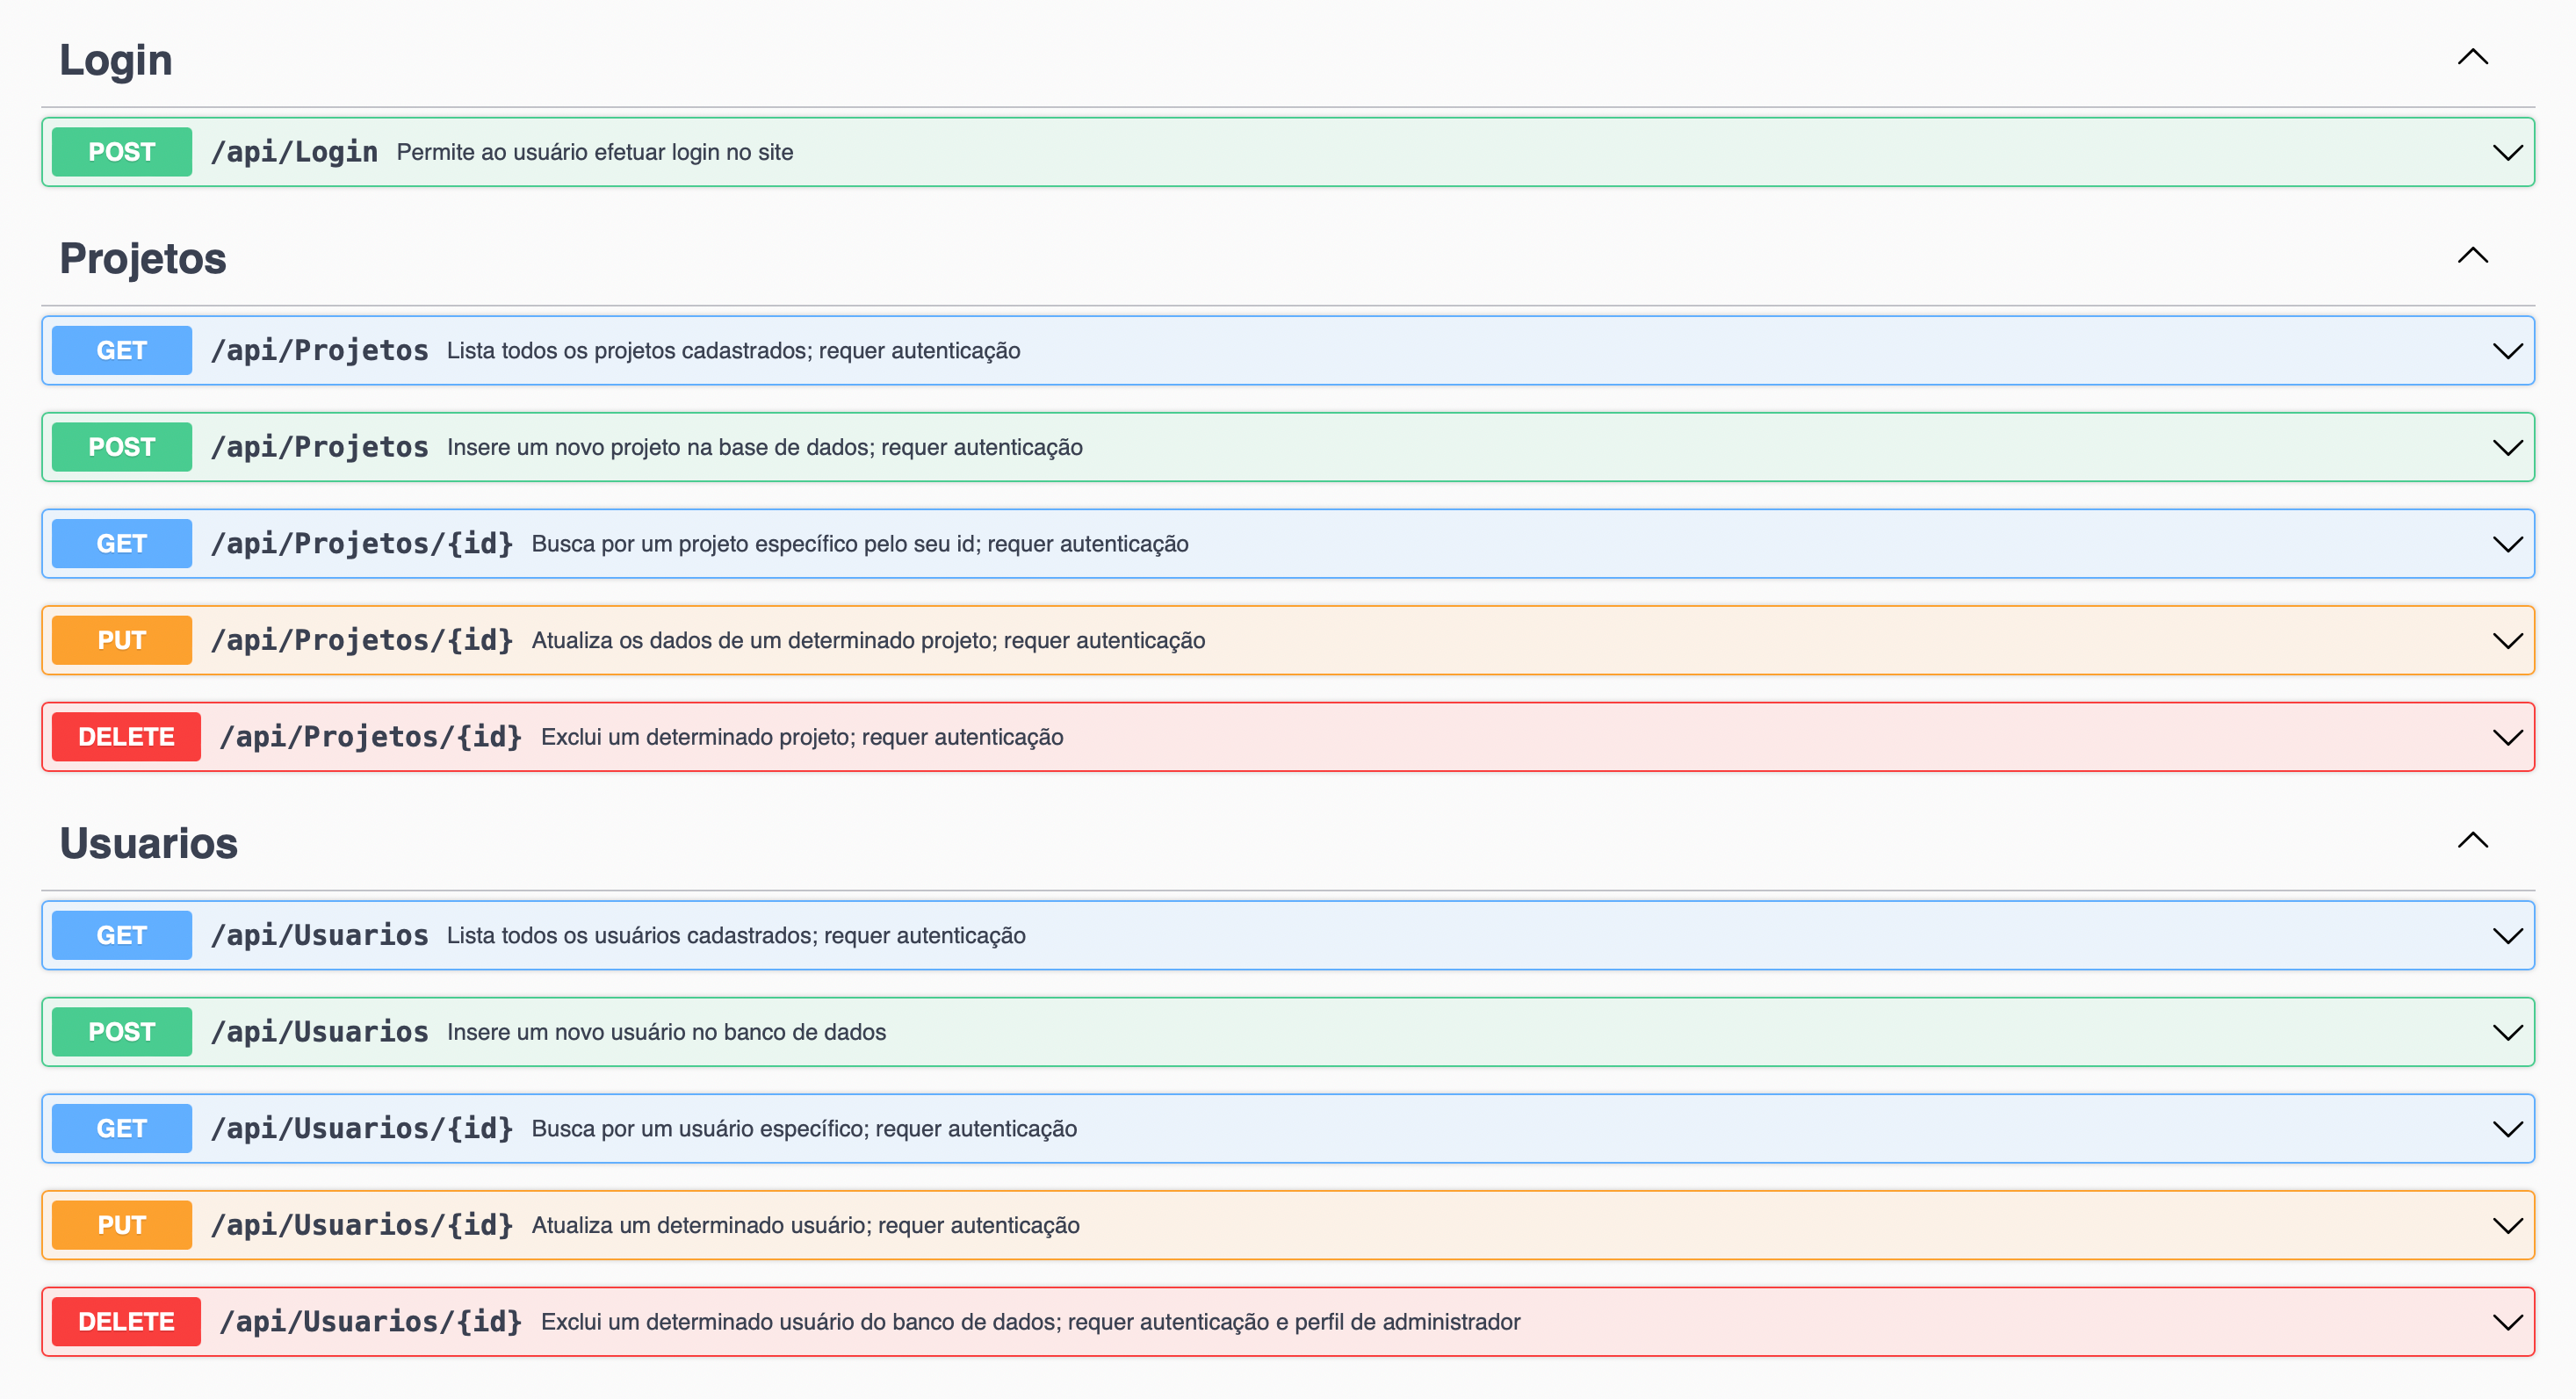 Login
POST /api/Login Permite ao usuário efetuar login no site
Projetos
GET /api/Projetos Lista todos os projetos cadastrados; requer autenticação
POST /api/Projetos Insere um novo projeto na base de dados; requer autenticação
GET /api/Projetos/{id} Busca por um projeto específico pelo seu id; requer autenticação
PUT /api/Projetos/{id} Atualiza os dados de um determinado projeto; requer autenticação
DELETE /api/Projetos/{id} Exclui um determinado projeto; requer autenticação
Usuarios
GET /api/Usuarios Lista todos os usuários cadastrados; requer autenticação
POST /api/Usuarios Insere um novo usuário no banco de dados
GET /api/Usuarios/{id} Busca por um usuário específico; requer autenticação
PUT /api/Usuarios/{id} Atualiza um determinado usuário; requer autenticação
DELETE /api/Usuarios/{id} Exclui um determinado usuário do banco de dados; requer autenticação e perfil de administrador